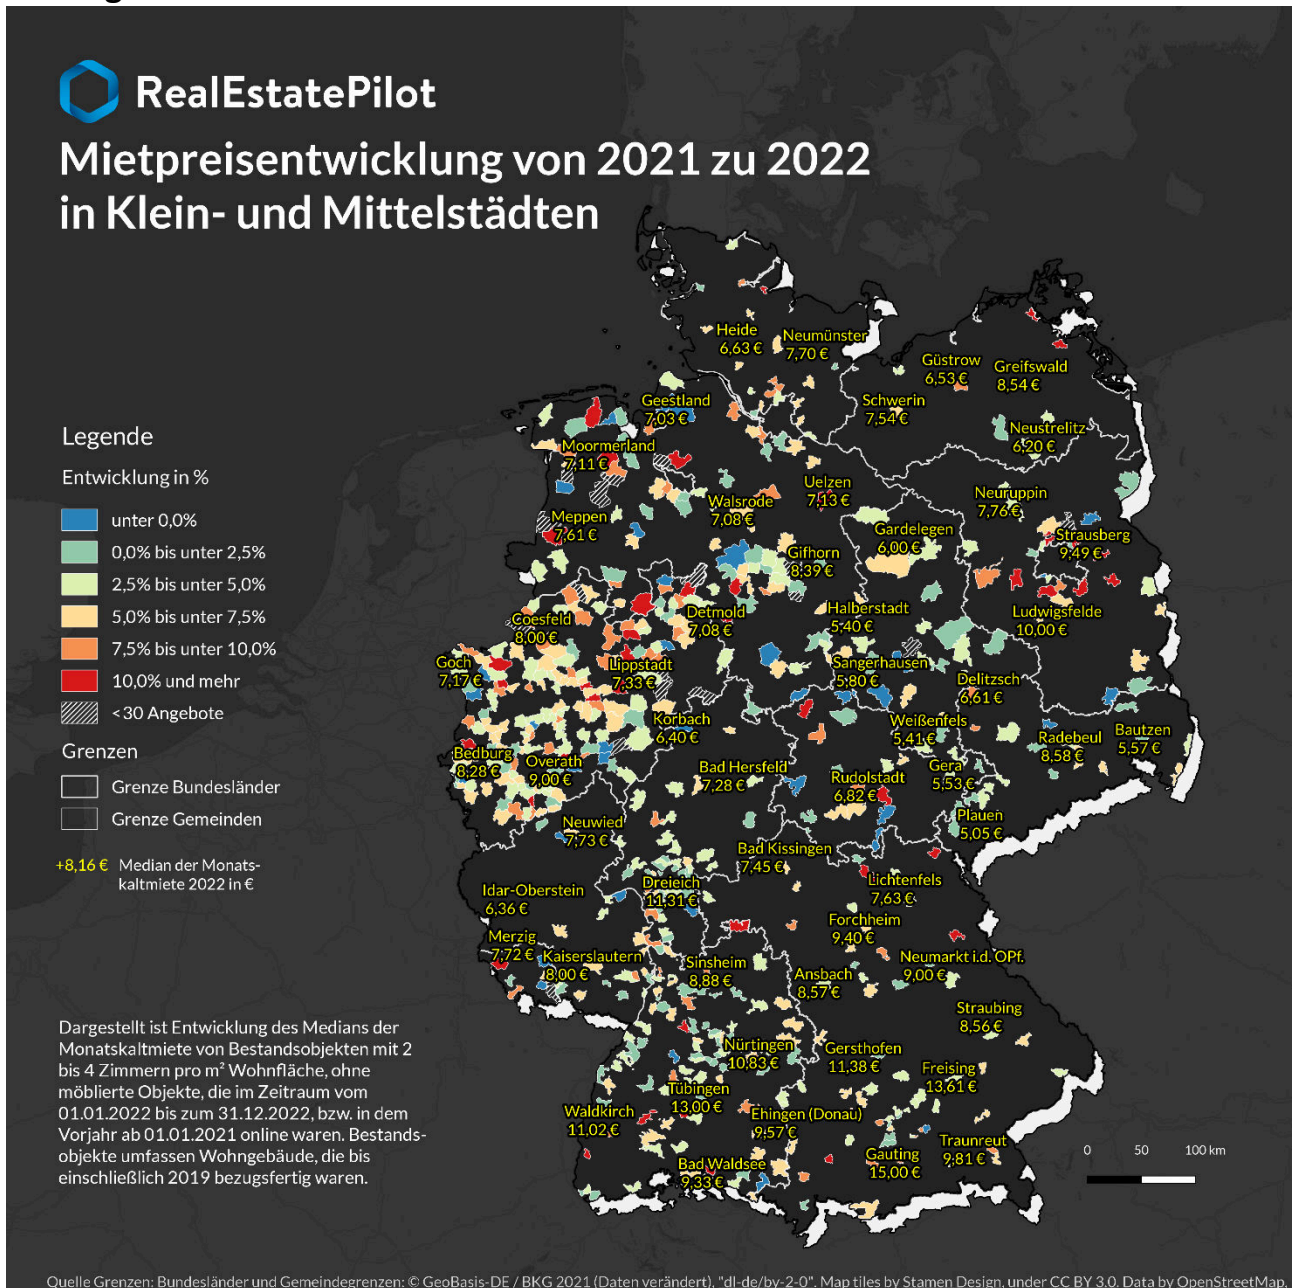 RealEstatePilot
Mietpreisentwicklung von 2021 zu 2022
in Klein- und Mittelstädten
Heide
6,63 €
Neumünster
7,70 €
Güstrow
6,53 €
Greifswald
8,54 €
Geestland
7,03 €
Schwerin
7,54 €
Neustrelitz
6,20 €
Moormerland
7,11 €
Uelzen
7,13 €
Neuruppin
7,76 €
Walsrode
7,08 €
Meppen
7,61 €
Gardelegen
6,00 €
Strausberg
9,49 €
Gifhorn
8,39 €
Coesfeld
8,00 €
Detmold
7,08 €
Halberstadt
5,40 €
Ludwigsfelde
10,00 €
Goch
7,17 €
Lippstadt
7,33 €
Sangerhausen
5,80 €
Delitzsch
6,61 €
Korbach
6,40 €
Weißenfels
5,41 €
Radebeul
8,58 €
Bautzen
5,57 €
Bedburg
8,28 €
Overath
9,00 €
Bad Hersfeld
7,28 €
Rudolstadt
6,82 €
Gera
5,53 €
Plauen
5,05 €
Neuwied
7,73 €
Bad Kissingen
7,45 €
Idar-Oberstein
6,36 €
Dreieich
11,31 €
Lichtenfels
7,63 €
Forchheim
9,40 €
Merzig
7,72 €
Kaiserslautern
8,00 €
Sinsheim
8,88 €
Ansbach
8,57 €
Neumarkt i.d. OPf.
9,00 €
Straubing
8,56 €
Nürtingen
10,83 €
Gersthofen
11,38 €
Freising
13,61 €
Tübingen
13,00 €
Waldkirch
11,02 €
Ehingen (Donau)
9,57 €
Bad Waldsee
9,33 €
Gauting
15,00 €
Traunreut
9,81 €
Legende
Entwicklung in %
unter 0,0%
0,0% bis unter 2,5%
2,5% bis unter 5,0%
5,0% bis unter 7,5%
7,5% bis unter 10,0%
10,0% und mehr
<30 Angebote
Grenzen
Grenze Bundesländer
Grenze Gemeinden
+8,16 € Median der Monats-
kaltmiete 2022 in €
Dargestellt ist Entwicklung des Medians der
Monatskaltmiete von Bestandsobjekten mit 2
bis 4 Zimmern pro m² Wohnfläche, ohne
möblierte Objekte, die im Zeitraum vom
01.01.2022 bis zum 31.12.2022, bzw. in dem
Vorjahr ab 01.01.2021 online waren. Bestands-
objekte umfassen Wohngebäude, die bis
einschließlich 2019 bezugsfertig waren.
0 50 100 km
Quelle Grenzen: Bundesländer und Gemeindegrenzen: © GeoBasis-DE / BKG 2021 (Daten verändert), "dl-de/by-2-0". Map tiles by Stamen Design, under CC BY 3.0. Data by OpenStreetMap.